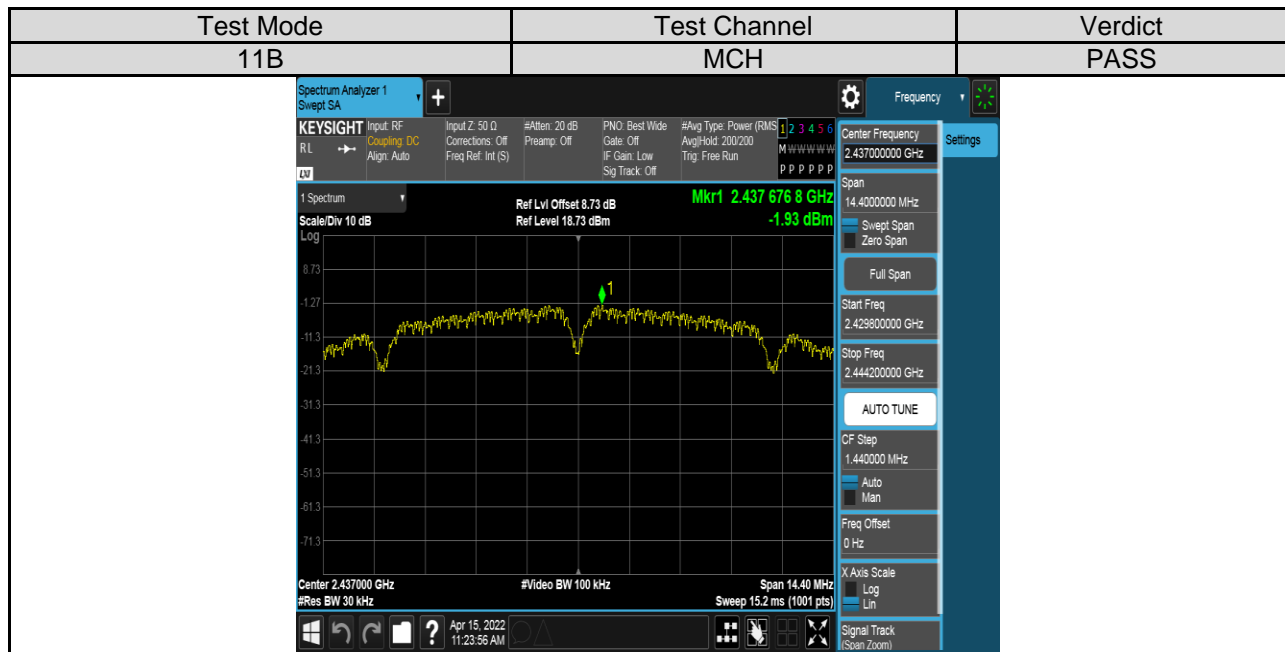 Test Mode Test Channel Verdict
11B MCH PASS
Spectrum Analyzer 1
Swept SA
+
Frequency
KEYSIGHT Input: RF Input Z: 50 Ω #Atten: 20 dB PNO: Best Wide #Avg Type: Power (RMS 1 2 3 4 5 6
RL Coupling: DC Corrections: Off Preamp: Off Gate: Off Avg|Hold: 200/200 M W W W W W
Align: Auto Freq Ref: Int (S) IF Gain: Low Trig: Free Run
LXI Sig Track: Off P P P P P P
1 Spectrum
Scale/Div 10 dB
Ref Lvl Offset 8.73 dB
Ref Level 18.73 dBm
Mkr1 2.437 676 8 GHz
-1.93 dBm
Log
8.73
-1.27
1
-11.3
-21.3
-31.3
-41.3
-51.3
-61.3
-71.3
Center 2.437000 GHz #Video BW 100 kHz Span 14.40 MHz
#Res BW 30 kHz Sweep 15.2 ms (1001 pts)
? Apr 15, 2022
11:23:56 AM
Center Frequency
2.437000000 GHz
Settings
Span
14.4000000 MHz
Swept Span
Zero Span
Full Span
Start Freq
2.429800000 GHz
Stop Freq
2.444200000 GHz
AUTO TUNE
CF Step
1.440000 MHz
Auto
Man
Freq Offset
0 Hz
X Axis Scale
Log
Lin
Signal Track
(Span Zoom)